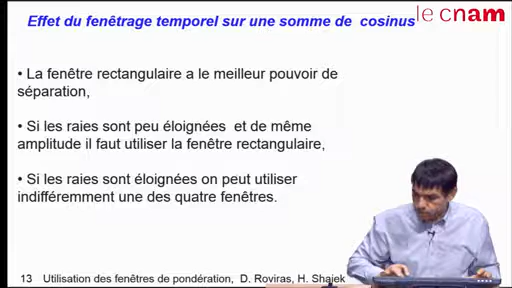 Effet du fenêtrage temporel sur une somme de cosinus
le cnam
• La fenêtre rectangulaire a le meilleur pouvoir de
séparation,
• Si les raies sont peu éloignées et de même
amplitude il faut utiliser la fenêtre rectangulaire,
• Si les raies sont éloignées on peut utiliser
indifféremment une des quatre fenêtres.
13 Utilisation des fenêtres de pondération, D. Roviras, H. Shajek